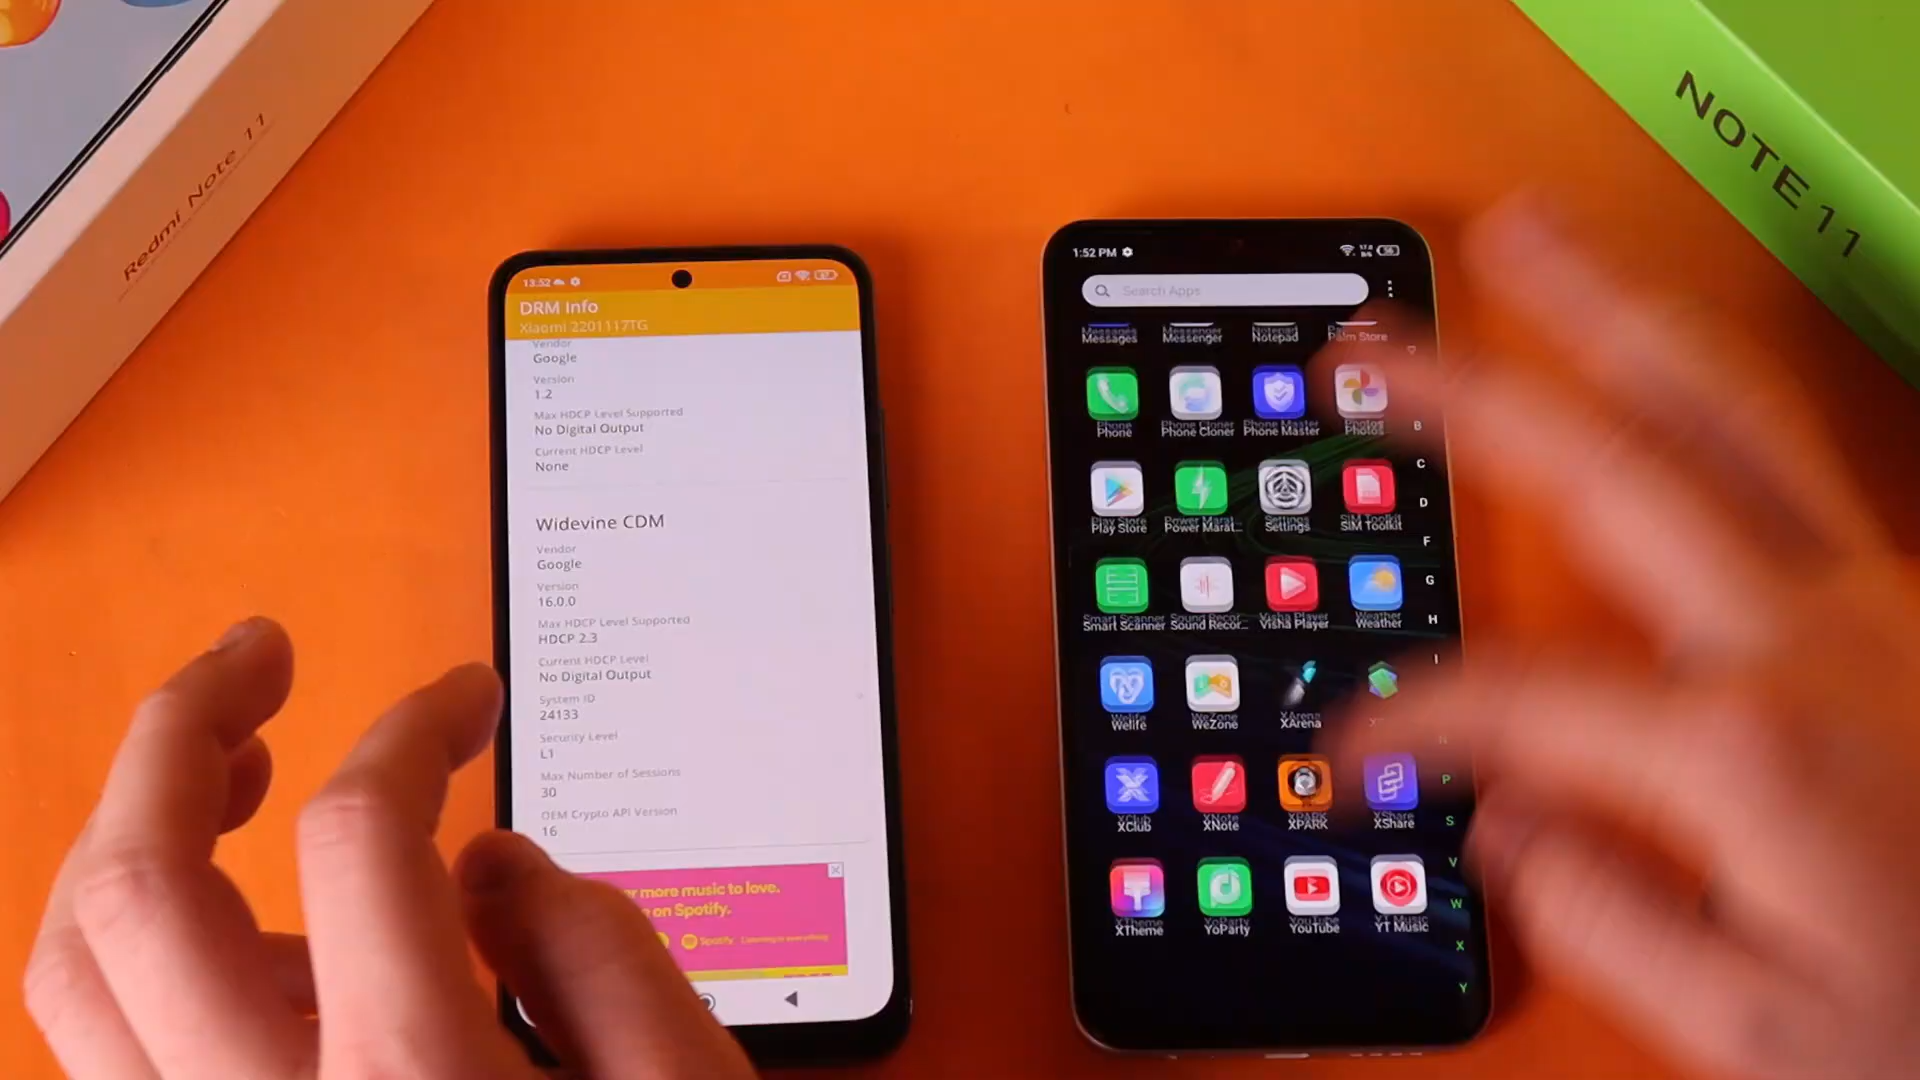 Redmi Note 11
NOTE 11
13:52
DRM Info
Xiaomi 2201117TG
Vendor
Google
Version
1.2
Max HDCP Level Supported
No Digital Output
Current HDCP Level
None
Widevine CDM
Vendor
Google
Version
16.0.0
Max HDCP Level Supported
HDCP 2.3
Current HDCP Level
No Digital Output
System ID
24133
Security Level
L1
Max Number of Sessions
30
OEM Crypto API Version
16
more music to love.
on Spotify.
Spotify
1:52 PM
Search Apps
Messages Messenger Notepad Palm Store
Phone Phone Cloner Phone Master Photos
Play Store Power Marat... Settings SIM Toolkit
Smart Scanner Sound Recor... Visha Player Weather
Welife WeZone XArena
XClub XNote XPARK XShare
XTheme YoParty YouTube YT Music
B
C
D
F
G
H
I
P
S
V
W
X
Y